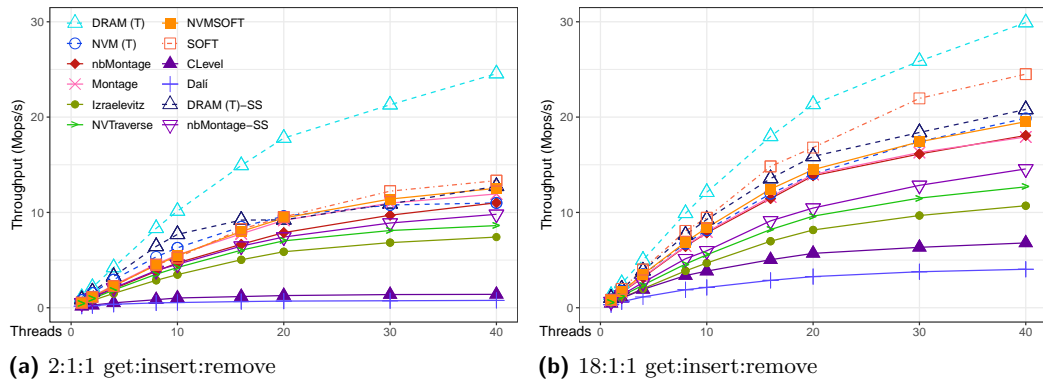 30
20
10
0
Throughput (Mops/s)
DRAM (T)
NVM (T)
nbMontage
Montage
Izraelevitz
NVTraverse
NVMSOFT
SOFT
CLevel
Dalí
DRAM (T)−SS
nbMontage−SS
Threads 0 10 20 30 40
(a) 2:1:1 get:insert:remove
30
20
10
0
Throughput (Mops/s)
Threads 0 10 20 30 40
(b) 18:1:1 get:insert:remove